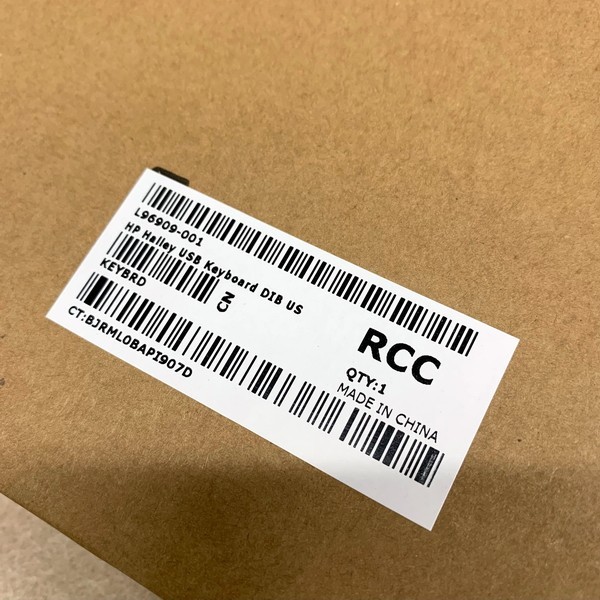 L96909-001
HP Halley USB Keyboard DIB US
KEYBRD
CN
RCC
QTY:1
MADE IN CHINA
CT:BJRML0BAPI907D